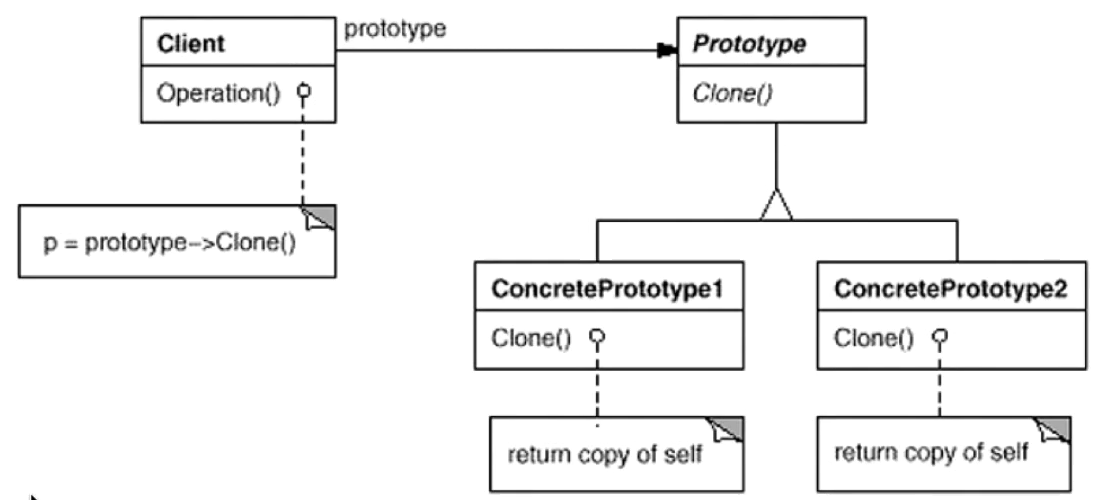 Client
prototype
Prototype
Operation()
Clone()
p = prototype->Clone()
ConcretePrototype1
ConcretePrototype2
Clone()
Clone()
return copy of self
return copy of self